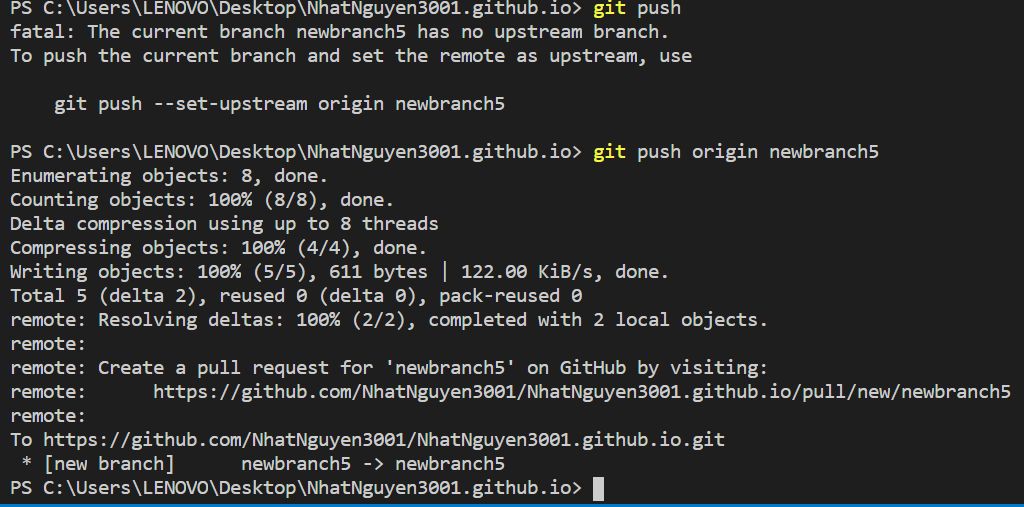 PS C:\Users\LENOVO\Desktop\NhatNguyen3001.github.io> git push
fatal: The current branch newbranch5 has no upstream branch.
To push the current branch and set the remote as upstream, use
    git push --set-upstream origin newbranch5
PS C:\Users\LENOVO\Desktop\NhatNguyen3001.github.io> git push origin newbranch5
Enumerating objects: 8, done.
Counting objects: 100% (8/8), done.
Delta compression using up to 8 threads
Compressing objects: 100% (4/4), done.
Writing objects: 100% (5/5), 611 bytes | 122.00 KiB/s, done.
Total 5 (delta 2), reused 0 (delta 0), pack-reused 0
remote: Resolving deltas: 100% (2/2), completed with 2 local objects.
remote:
remote: Create a pull request for 'newbranch5' on GitHub by visiting:
remote:      https://github.com/NhatNguyen3001/NhatNguyen3001.github.io/pull/new/newbranch5
remote:
To https://github.com/NhatNguyen3001/NhatNguyen3001.github.io.git
 * [new branch]      newbranch5 -> newbranch5
PS C:\Users\LENOVO\Desktop\NhatNguyen3001.github.io>